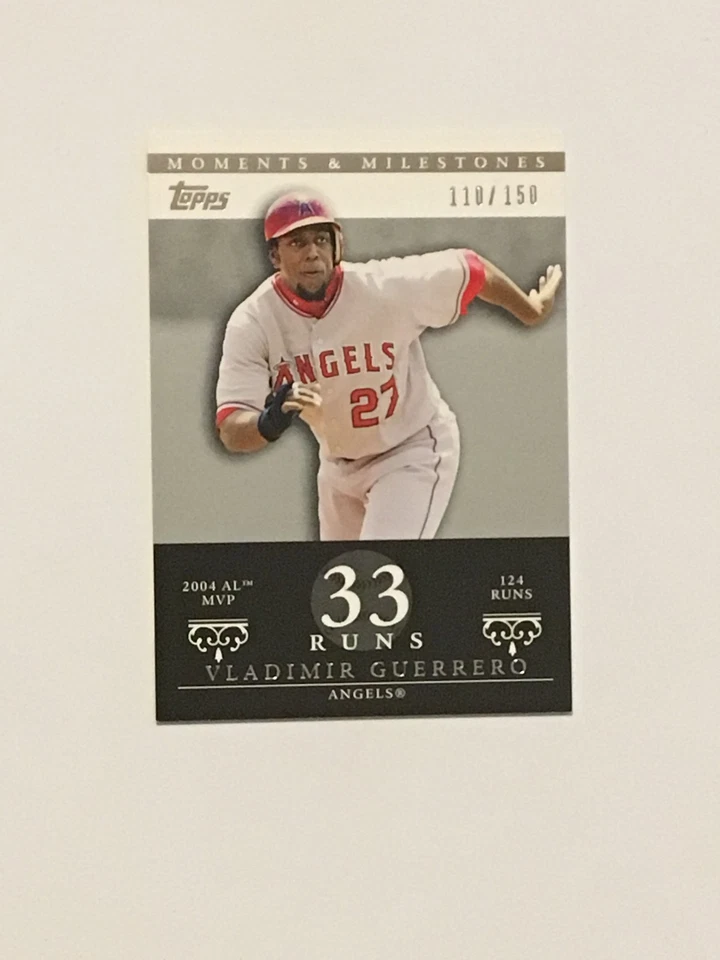 MOMENTS & MILESTONES
Topps
110/150
ANGELS
27
2004 AL™
MVP
33
RUNS
124
RUNS
VLADIMIR GUERRERO
ANGELS®